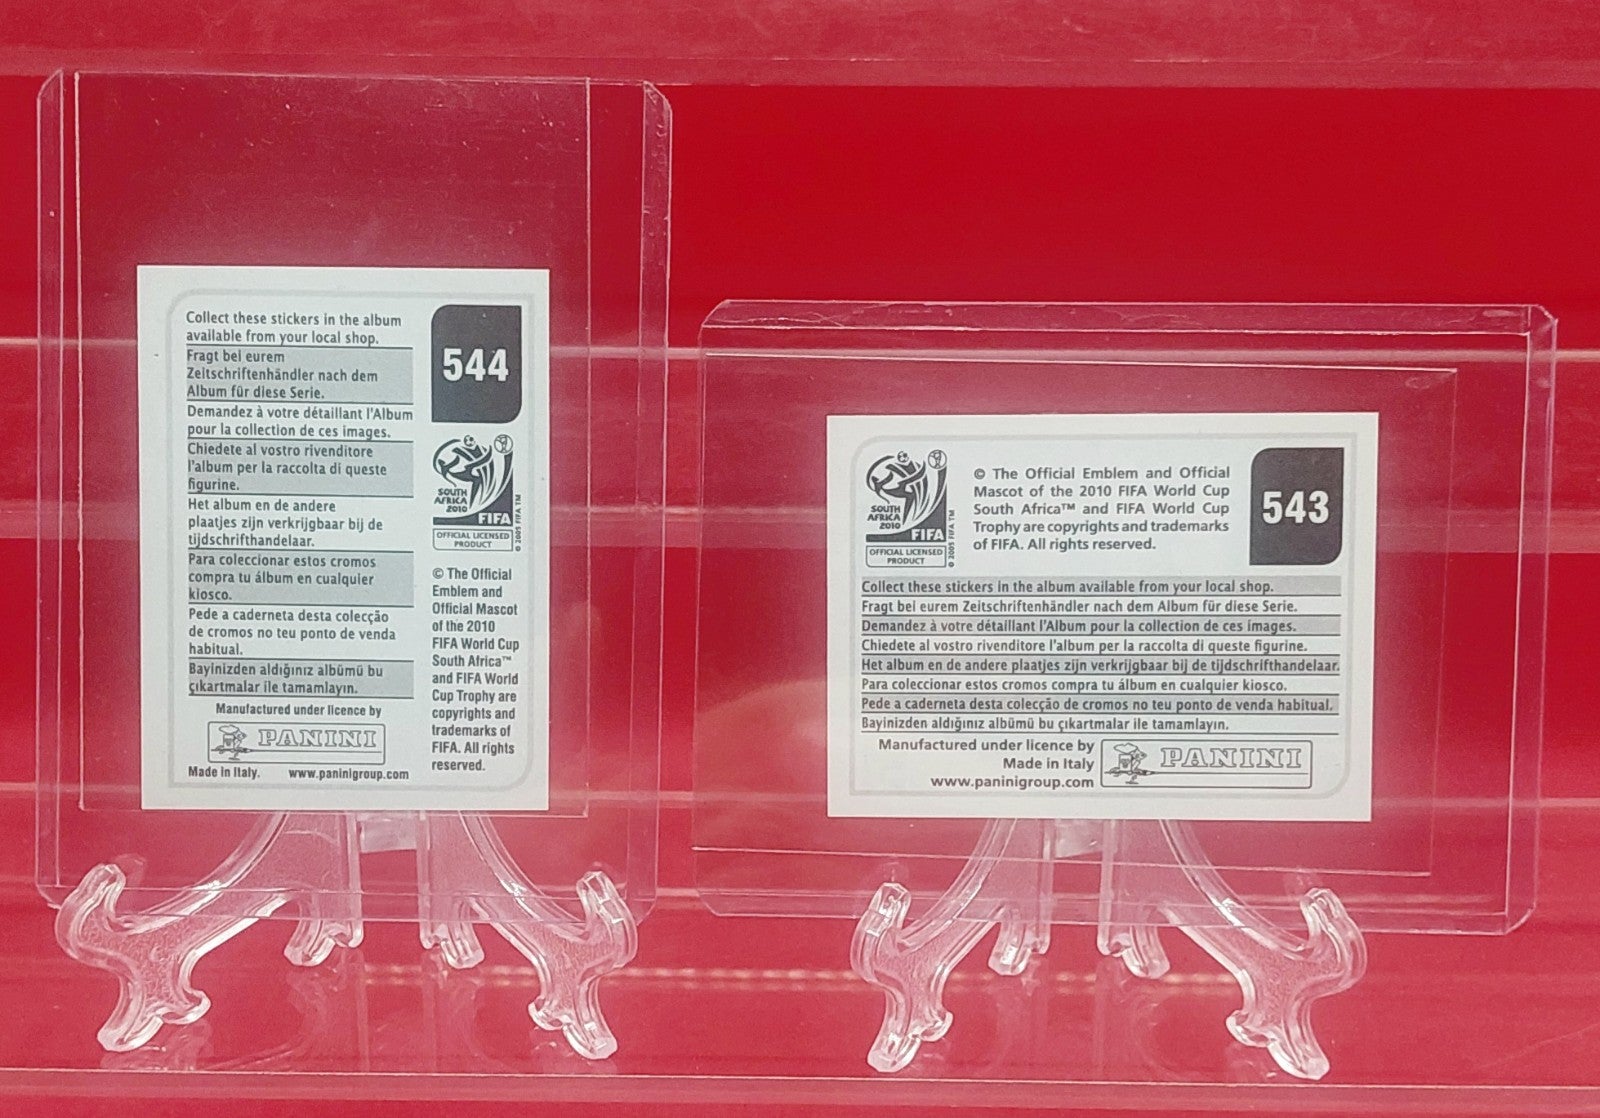 Collect these stickers in the album
available from your local shop.
Fragt bei eurem
Zeitschriftenhändler nach dem
Album für diese Serie.
Demandez à votre détaillant l'Album
pour la collection de ces images.
Chiedete al vostro rivenditore
l'album per la raccolta di queste
figurine.
Het album en de andere
plaatjes zijn verkrijgbaar bij de
tijdschrifthandelaar.
Para coleccionar estos cromos
compra tu álbum en cualquier
kiosco.
Pede a caderneta desta colecção
de cromos no teu ponto de venda
habitual.
Bayinizden aldığınız albümü bu
çıkartmalar ile tamamlayın.
Manufactured under licence by
PANINI
Made in Italy. www.paninigroup.com
544
SOUTH
AFRICA
2010
FIFA
OFFICIAL LICENSED
PRODUCT
© 2005 FIFA TM
© The Official
Emblem and
Official Mascot
of the 2010
FIFA World Cup
South Africa™
and FIFA World
Cup Trophy are
copyrights and
trademarks of
FIFA. All rights
reserved.
SOUTH
AFRICA
2010
FIFA
OFFICIAL LICENSED
PRODUCT
© 2005 FIFA TM
© The Official Emblem and Official
Mascot of the 2010 FIFA World Cup
South Africa™ and FIFA World Cup
Trophy are copyrights and trademarks
of FIFA. All rights reserved.
543
Collect these stickers in the album available from your local shop.
Fragt bei eurem Zeitschriftenhändler nach dem Album für diese Serie.
Demandez à votre détaillant l'Album pour la collection de ces images.
Chiedete al vostro rivenditore l'album per la raccolta di queste figurine.
Het album en de andere plaatjes zijn verkrijgbaar bij de tijdschrifthandelaar.
Para coleccionar estos cromos compra tu álbum en cualquier kiosco.
Pede a caderneta desta colecção de cromos no teu ponto de venda habitual.
Bayinizden aldığınız albümü bu çıkartmalar ile tamamlayın.
Manufactured under licence by
Made in Italy
www.paninigroup.com
PANINI